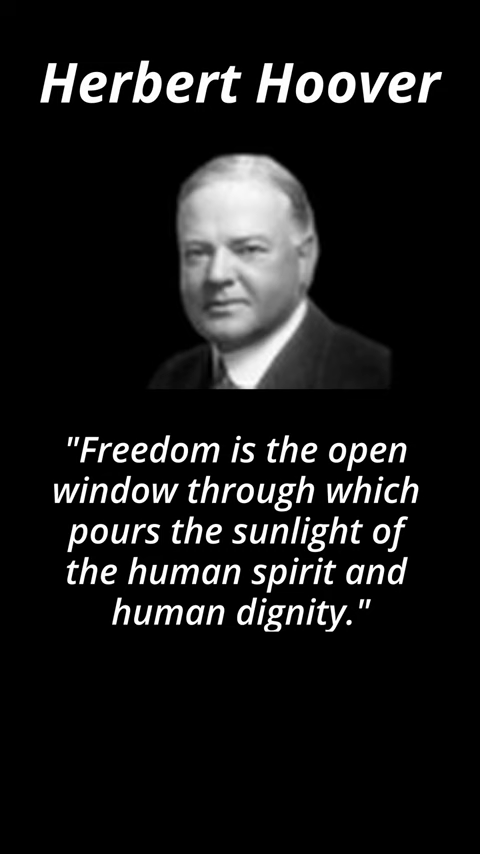 Herbert Hoover
"Freedom is the open
window through which
pours the sunlight of
the human spirit and
human dignity."